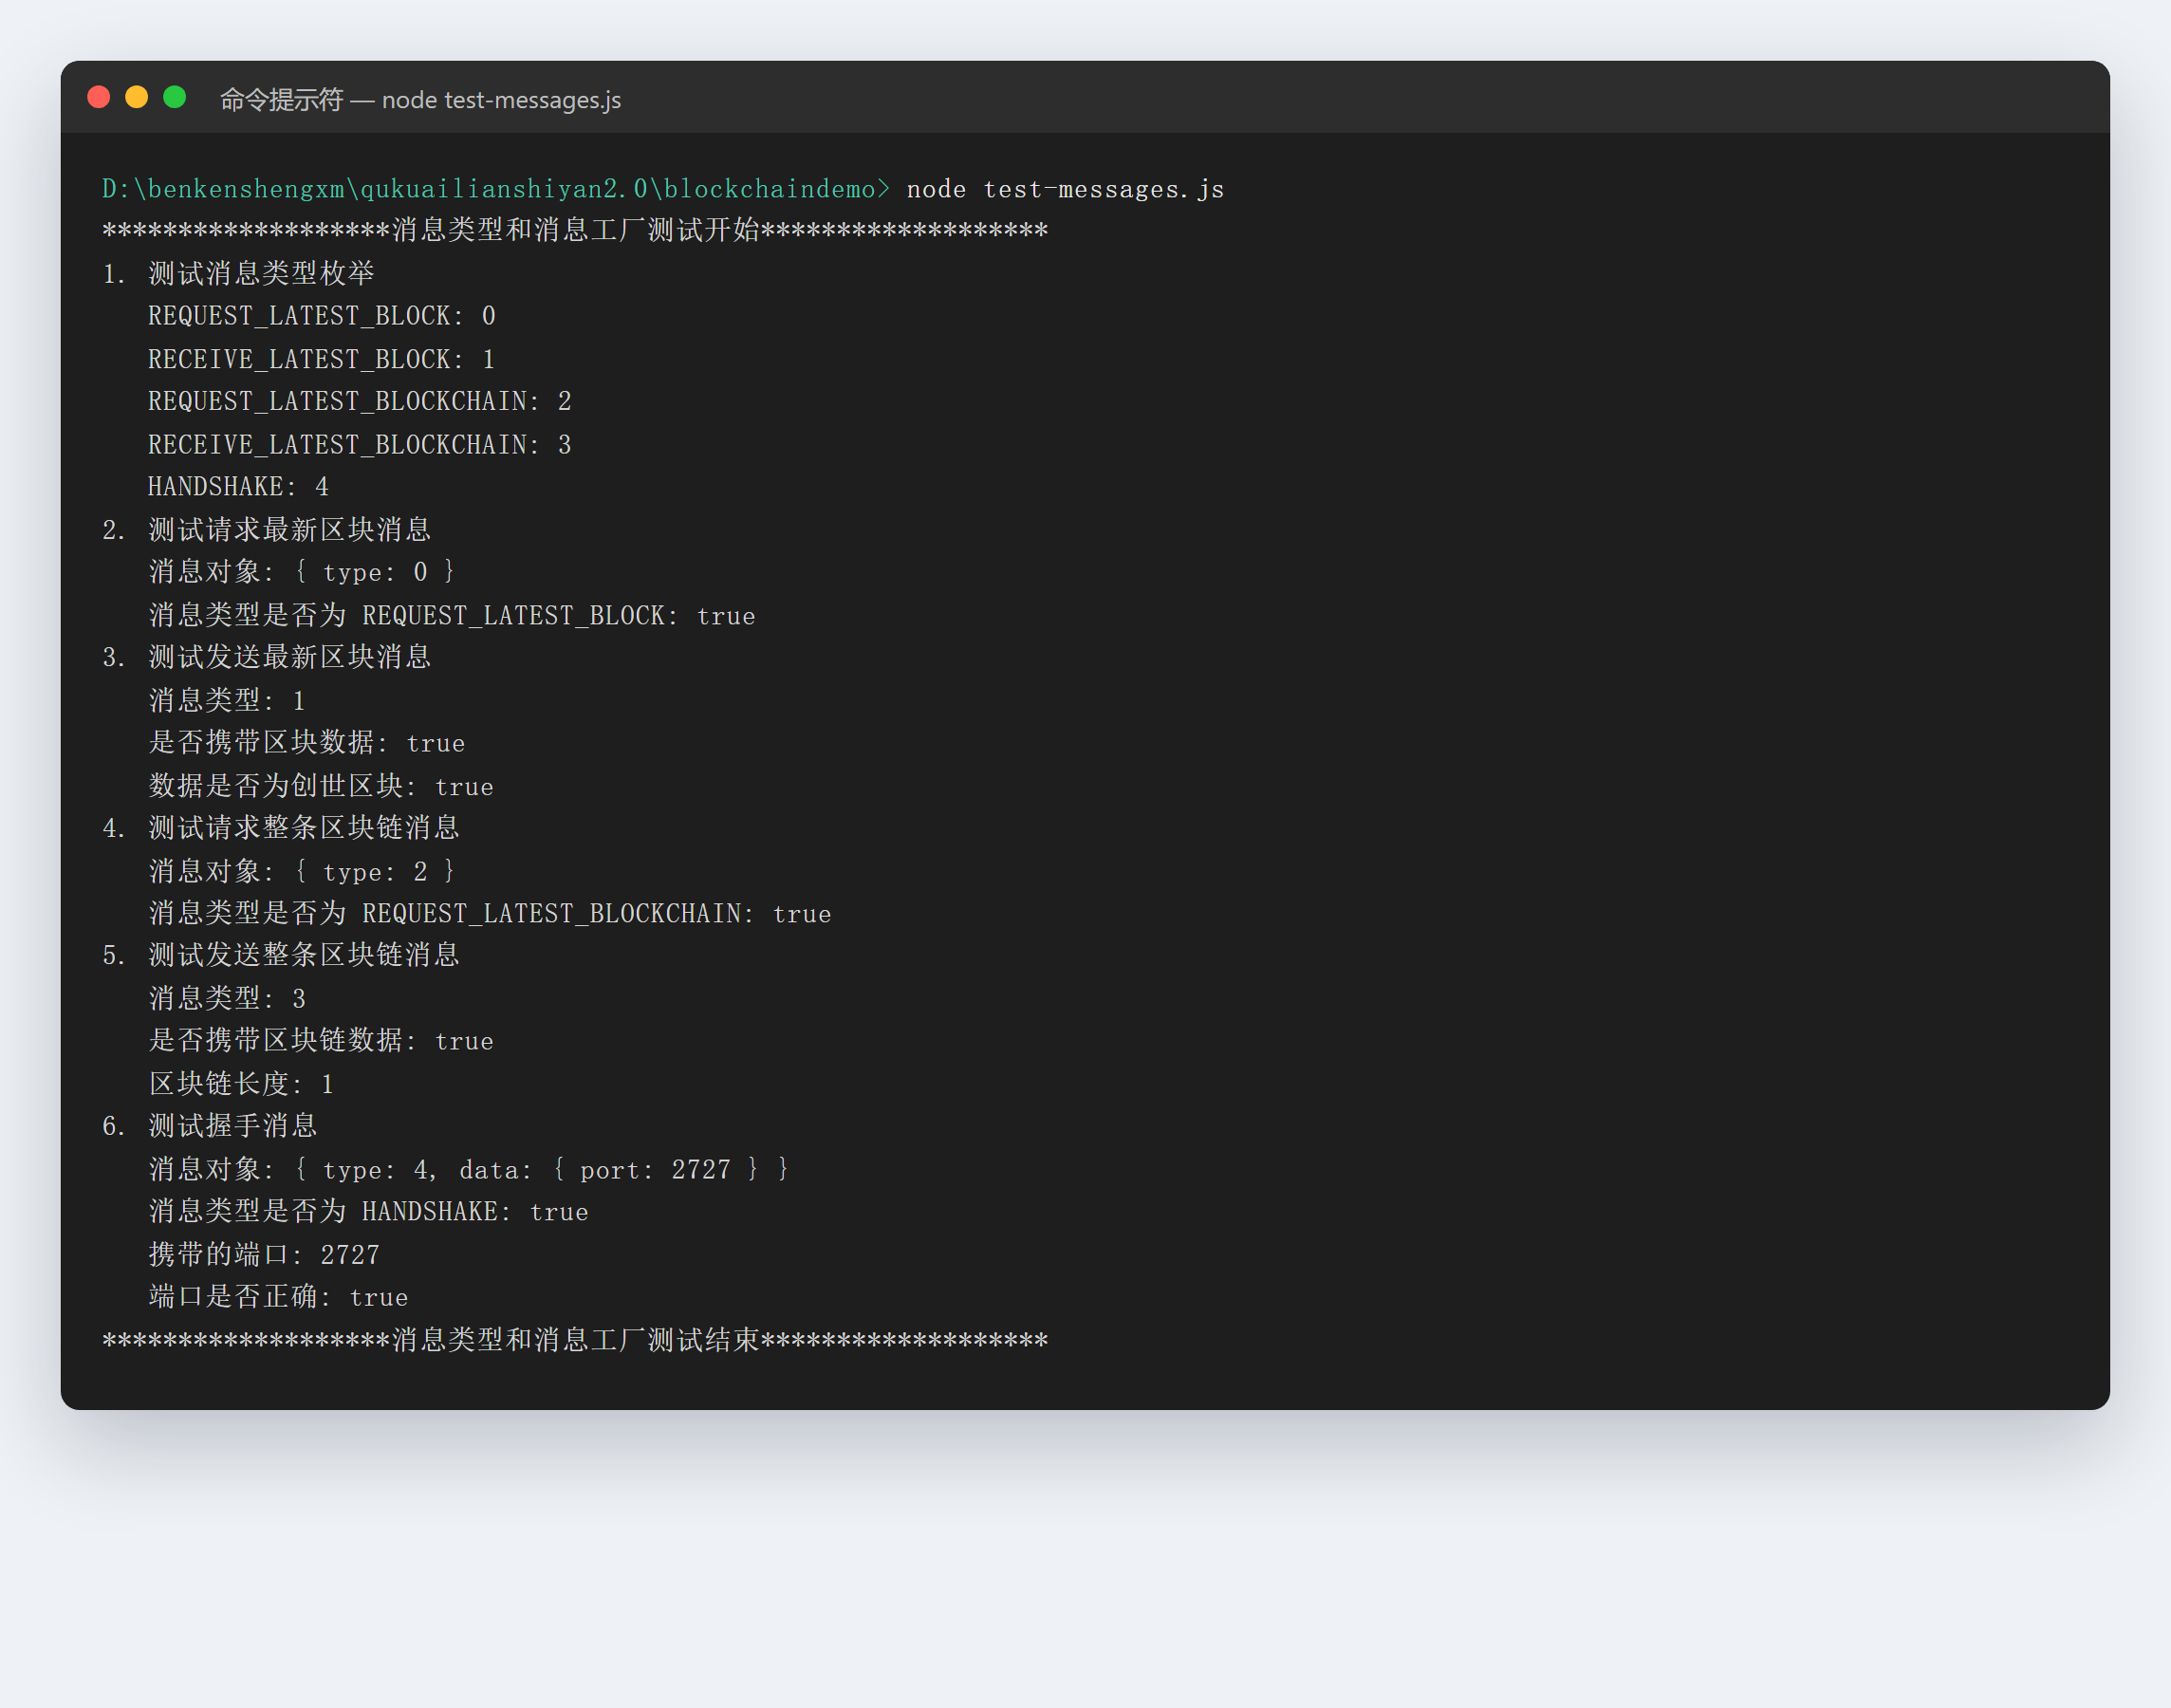 命令提示符 — node test-messages.js
D:\benkenshengxm\qukuailianshiyan2.0\blockchaindemo> node test-messages.js
*******************消息类型和消息工厂测试开始*******************
1. 测试消息类型枚举
   REQUEST_LATEST_BLOCK: 0
   RECEIVE_LATEST_BLOCK: 1
   REQUEST_LATEST_BLOCKCHAIN: 2
   RECEIVE_LATEST_BLOCKCHAIN: 3
   HANDSHAKE: 4
2. 测试请求最新区块消息
   消息对象: { type: 0 }
   消息类型是否为 REQUEST_LATEST_BLOCK: true
3. 测试发送最新区块消息
   消息类型: 1
   是否携带区块数据: true
   数据是否为创世区块: true
4. 测试请求整条区块链消息
   消息对象: { type: 2 }
   消息类型是否为 REQUEST_LATEST_BLOCKCHAIN: true
5. 测试发送整条区块链消息
   消息类型: 3
   是否携带区块链数据: true
   区块链长度: 1
6. 测试握手消息
   消息对象: { type: 4, data: { port: 2727 } }
   消息类型是否为 HANDSHAKE: true
   携带的端口: 2727
   端口是否正确: true
*******************消息类型和消息工厂测试结束*******************